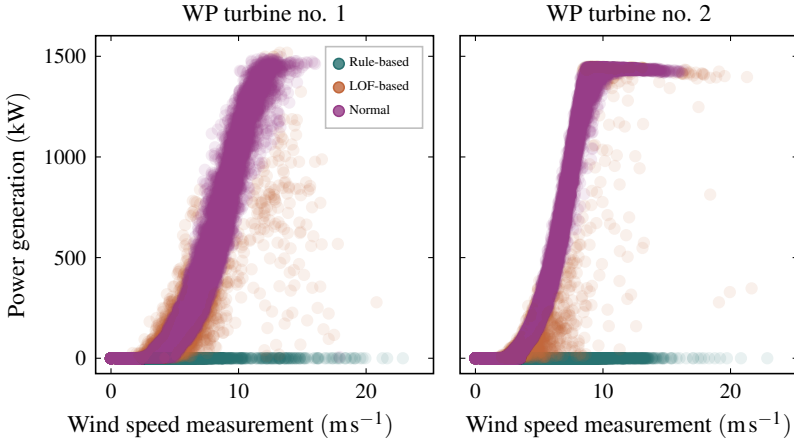 WP turbine no. 1
WP turbine no. 2
1500
1000
500
0
Power generation (kW)
Rule-based
LOF-based
Normal
0
10
20
0
10
20
Wind speed measurement (m s⁻¹)
Wind speed measurement (m s⁻¹)